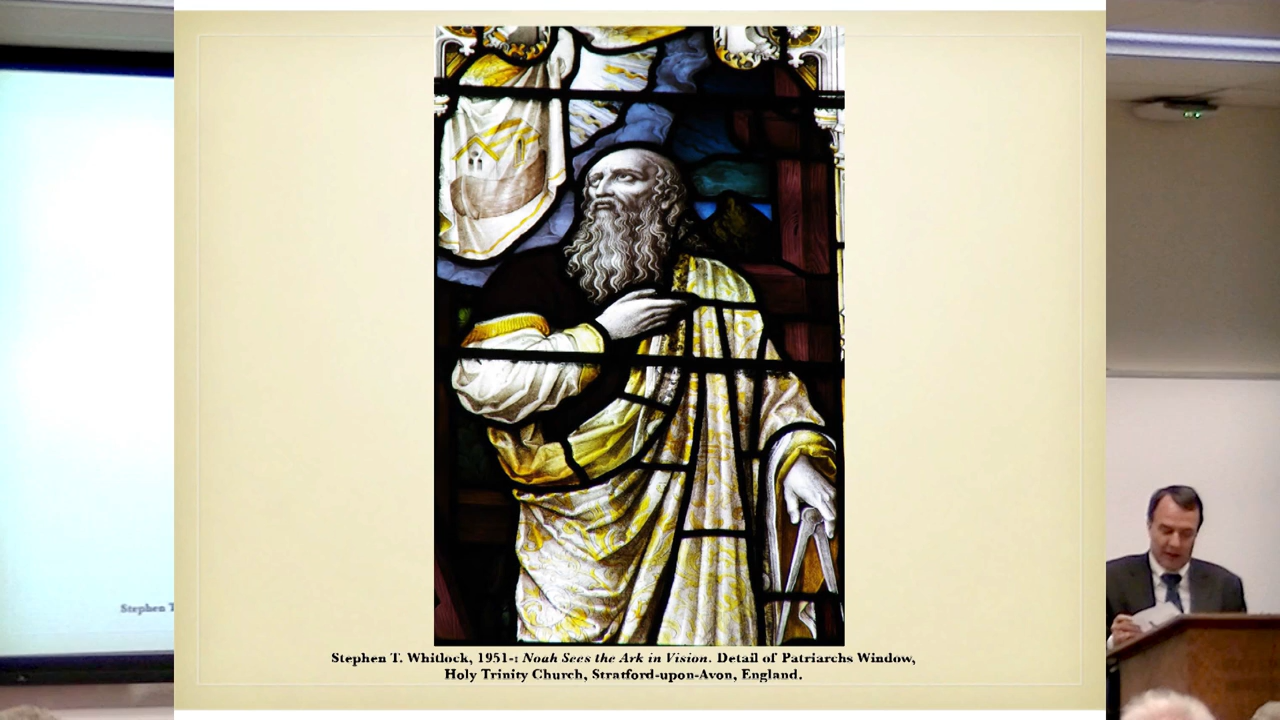 Stephen T. Whitlock, 1951-: Noah Sees the Ark in Vision. Detail of Patriarchs Window,
Holy Trinity Church, Stratford-upon-Avon, England.
Stephen T